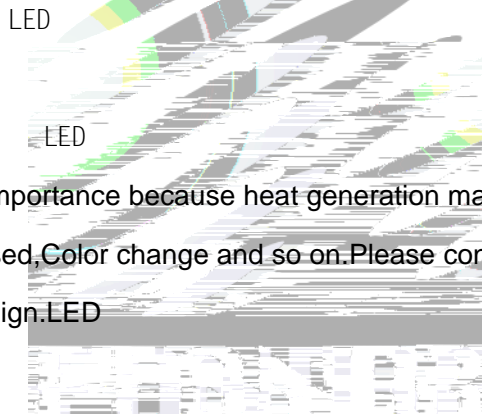 LED
LED
mportance because heat generation ma
ed,Color change and so on.Please con
ign.LED